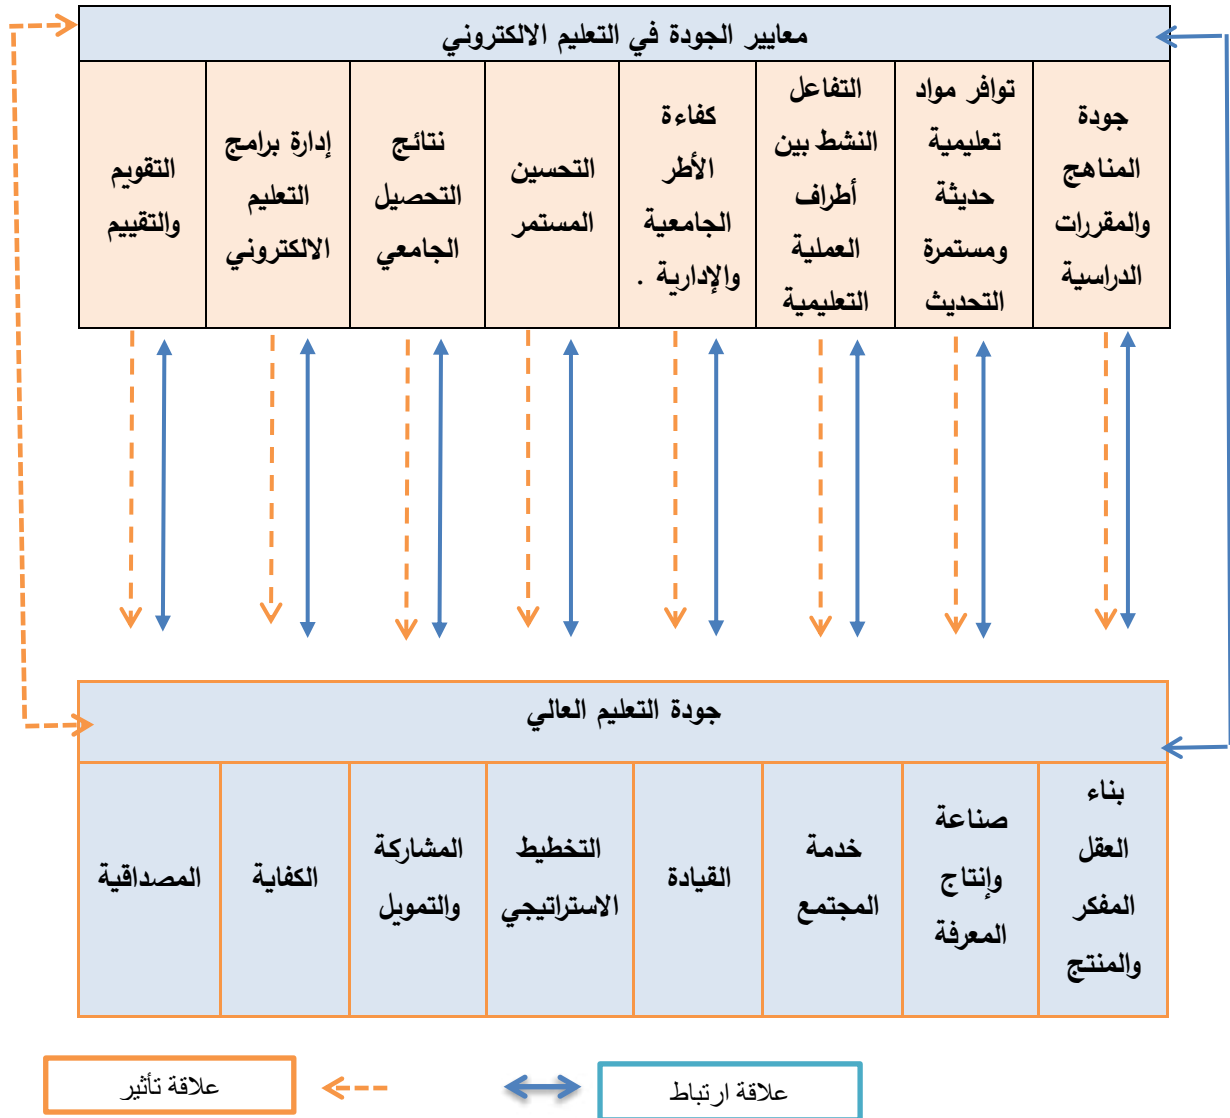 معايير الجودة في التعليم الالكتروني
جودة
المناهج
والمقررات
الدراسية
توافر مواد
تعليمية
حديثة
ومستمرة
التحديث
التفاعل
النشط بين
أطراف
العملية
التعليمية
كفاءة
الأطر
الجامعية
والإدارية .
التحسين
المستمر
نتائج
التحصيل
الجامعي
إدارة برامج
التعليم
الالكتروني
التقويم
والتقييم
جودة التعليم العالي
بناء
العقل
المفكر
والمنتج
صناعة
وإنتاج
المعرفة
خدمة
المجتمع
القيادة
التخطيط
الاستراتيجي
المشاركة
والتمويل
الكفاية
المصداقية
علاقة ارتباط
علاقة تأثير